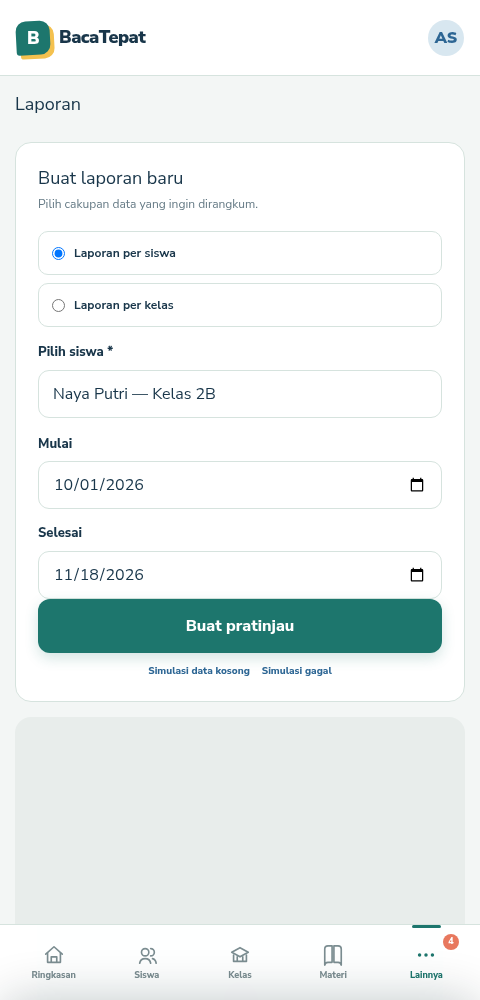 B BacaTepat AS
Laporan
Buat laporan baru
Pilih cakupan data yang ingin dirangkum.
Laporan per siswa
Laporan per kelas
Pilih siswa *
Naya Putri — Kelas 2B
Mulai
10/01/2026
Selesai
11/18/2026
Buat pratinjau
Simulasi data kosong Simulasi gagal
4
Ringkasan Siswa Kelas Materi Lainnya